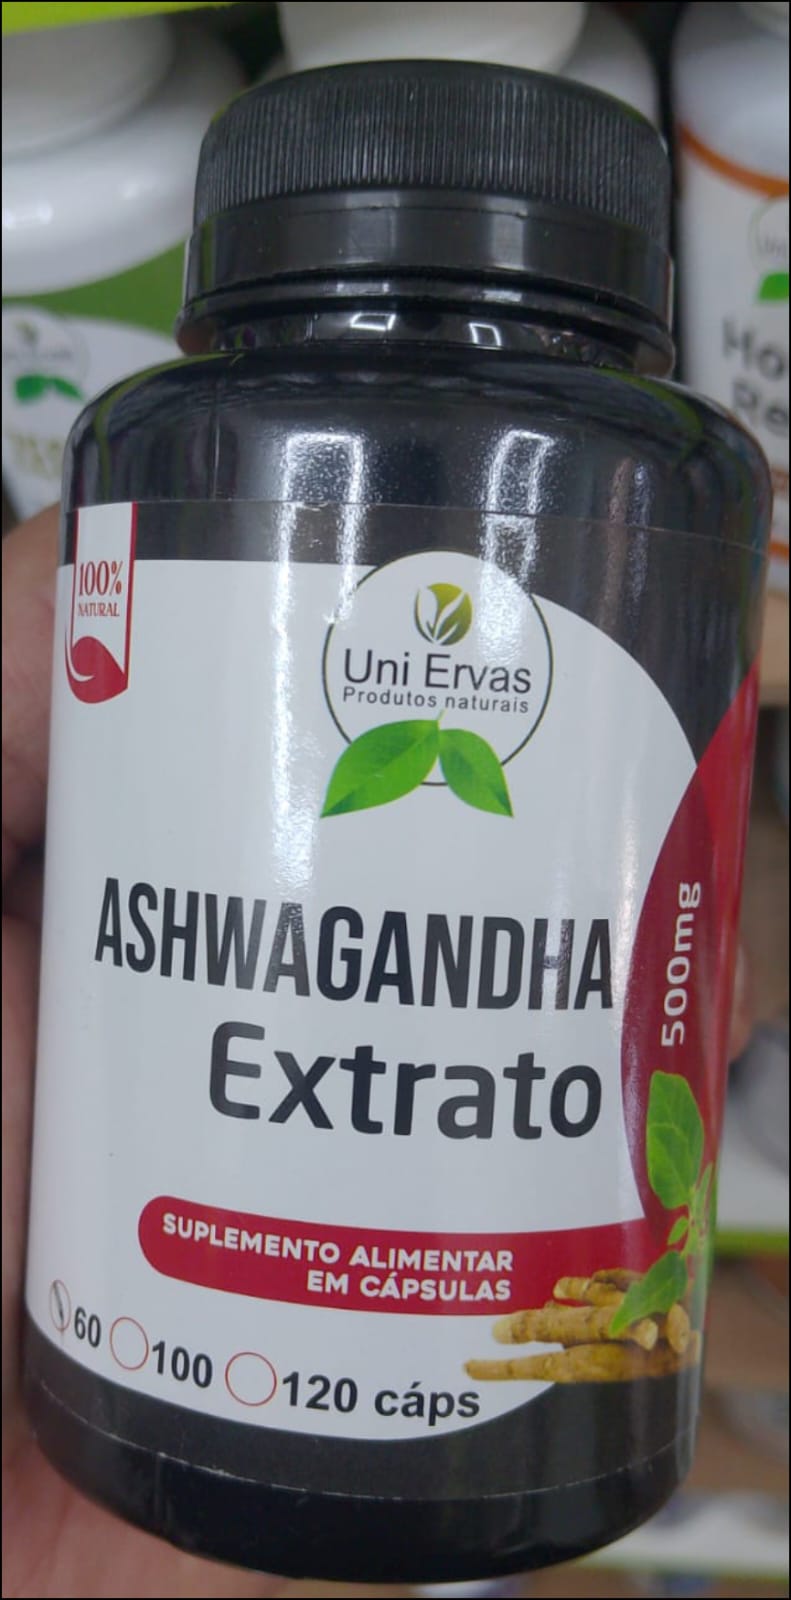 100%
NATURAL
Uni Ervas
Produtos naturais
ASHWAGANDHA
Extrato
500mg
SUPLEMENTO ALIMENTAR
EM CÁPSULAS
60 100 120 cáps